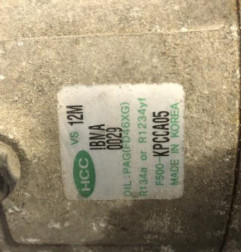 HCC
VS 12M
IBMA
0029
OIL : PAG(FD46XG)
R134a or R1234yf
F500-KPCCA05
MADE IN KOREA